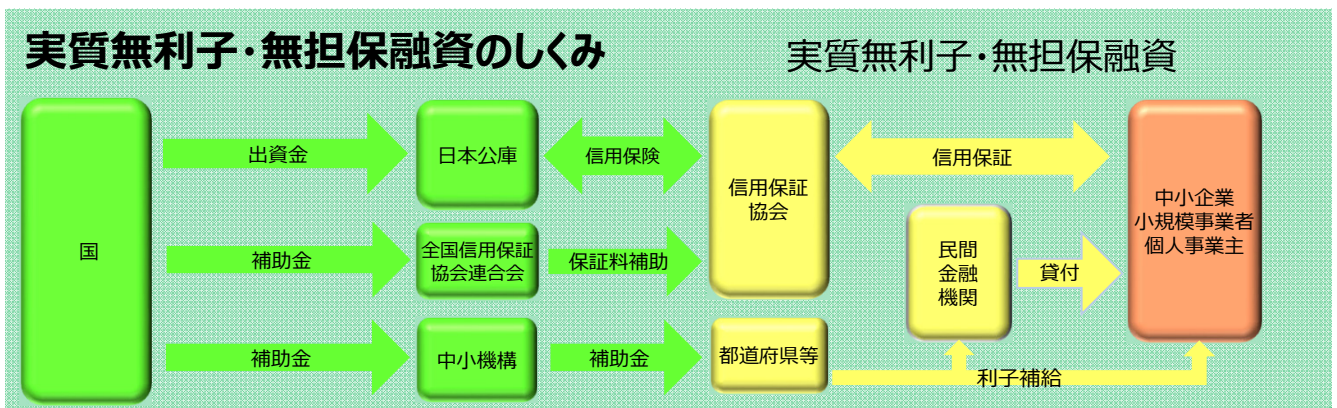 実質無利子・無担保融資のしくみ
実質無利子・無担保融資
国
出資金
日本公庫
信用保険
信用保証
協会
信用保証
中小企業
小規模事業者
個人事業主
補助金
全国信用保証
協会連合会
保証料補助
民間
金融
機関
貸付
補助金
中小機構
補助金
都道府県等
利子補給